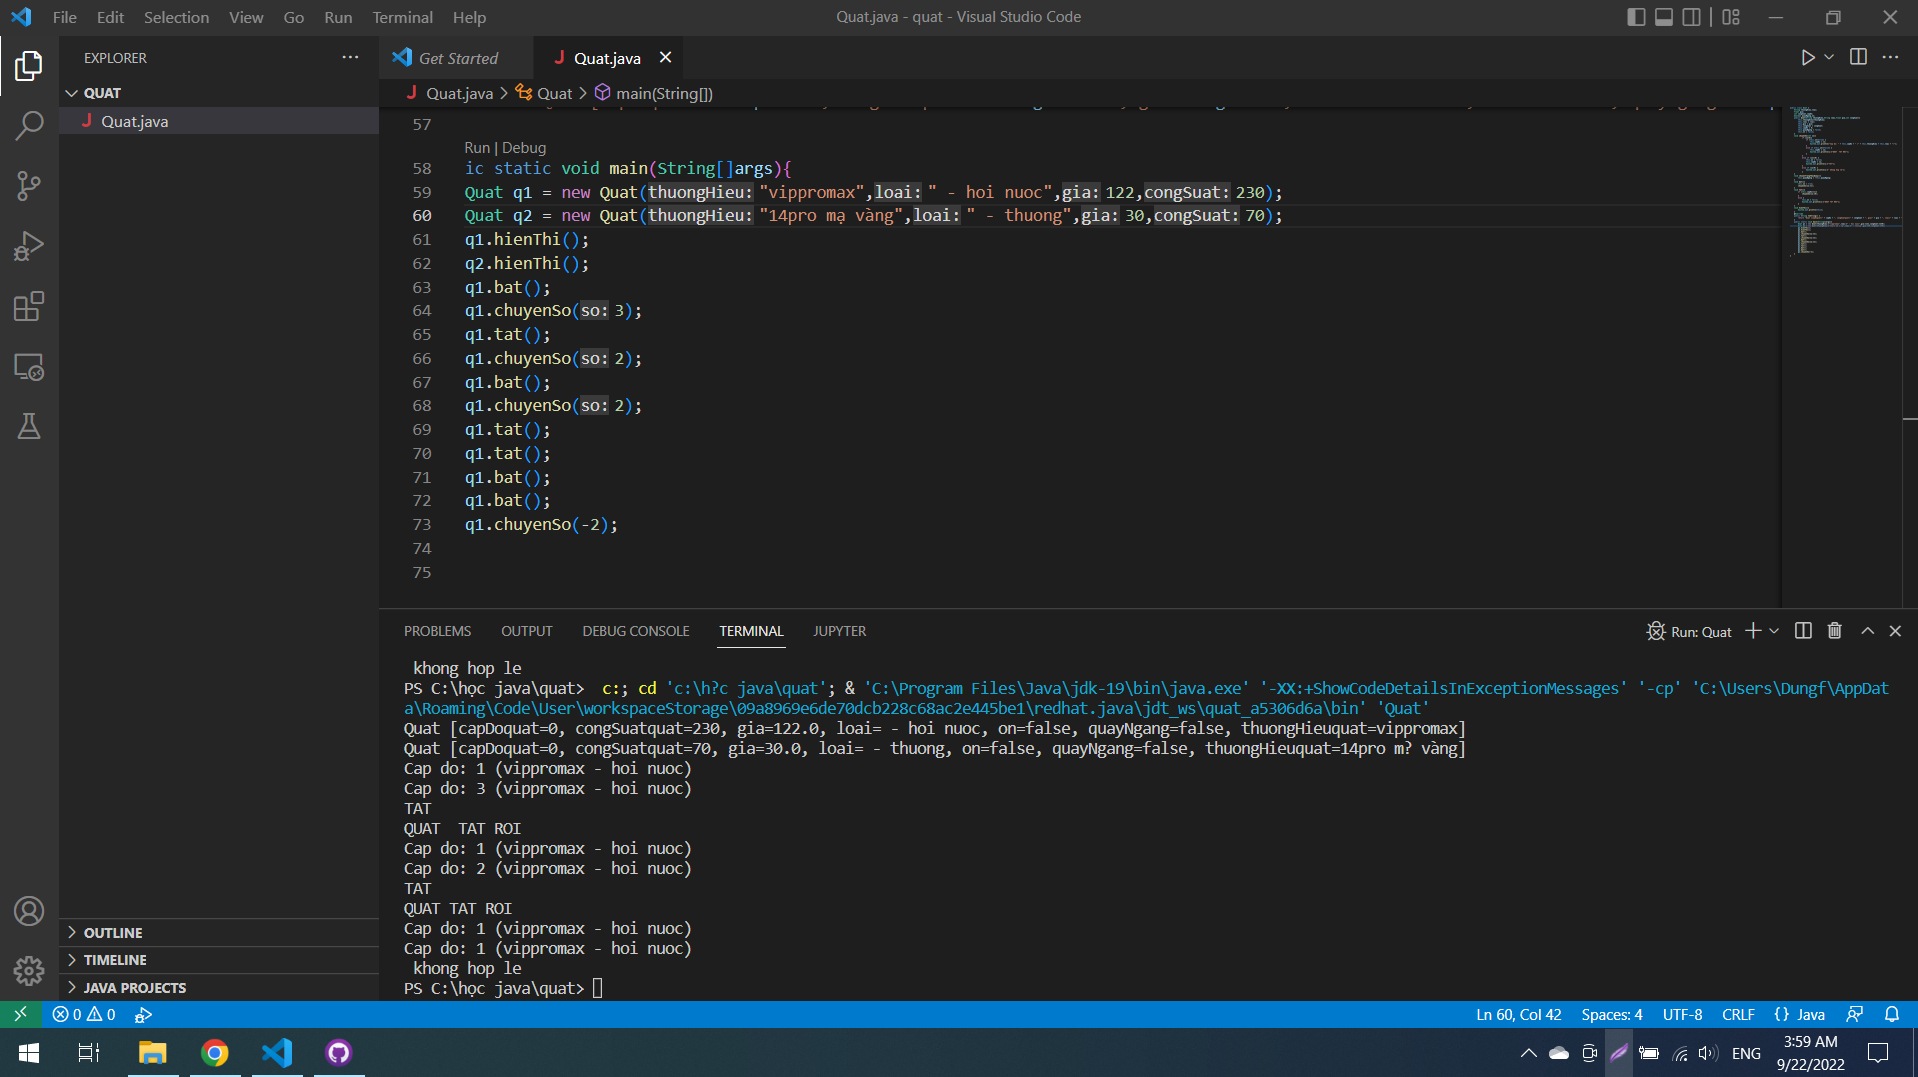 File Edit Selection View Go Run Terminal Help
Quat.java - quat - Visual Studio Code
EXPLORER
Get Started
Quat.java
QUAT
Quat.java > Quat > main(String[])
Quat.java
57
Run | Debug
58 ic static void main(String[]args){
59 Quat q1 = new Quat(thuongHieu: "vippromax",loai: " - hoi nuoc",gia: 122,congSuat: 230);
60 Quat q2 = new Quat(thuongHieu: "14pro mạ vàng",loai: " - thuong",gia: 30,congSuat: 70);
61 q1.hienThi();
62 q2.hienThi();
63 q1.bat();
64 q1.chuyenSo(so: 3);
65 q1.tat();
66 q1.chuyenSo(so: 2);
67 q1.bat();
68 q1.chuyenSo(so: 2);
69 q1.tat();
70 q1.tat();
71 q1.bat();
72 q1.bat();
73 q1.chuyenSo(-2);
74
75
PROBLEMS OUTPUT DEBUG CONSOLE TERMINAL JUPYTER
Run: Quat
khong hop le
PS C:\học java\quat> c:; cd 'c:\h?c java\quat'; & 'C:\Program Files\Java\jdk-19\bin\java.exe' '-XX:+ShowCodeDetailsInExceptionMessages' '-cp' 'C:\Users\Dungf\AppDat
a\Roaming\Code\User\workspaceStorage\09a8969e6de70dcb228c68ac2e445be1\redhat.java\jdt_ws\quat_a5306d6a\bin' 'Quat'
Quat [capDoquat=0, congSuatquat=230, gia=122.0, loai= - hoi nuoc, on=false, quayNgang=false, thuongHieuquat=vippromax]
Quat [capDoquat=0, congSuatquat=70, gia=30.0, loai= - thuong, on=false, quayNgang=false, thuongHieuquat=14pro m? vàng]
Cap do: 1 (vippromax - hoi nuoc)
Cap do: 3 (vippromax - hoi nuoc)
TAT
QUAT  TAT ROI
Cap do: 1 (vippromax - hoi nuoc)
Cap do: 2 (vippromax - hoi nuoc)
TAT
QUAT TAT ROI
Cap do: 1 (vippromax - hoi nuoc)
Cap do: 1 (vippromax - hoi nuoc)
khong hop le
PS C:\học java\quat>
OUTLINE
TIMELINE
JAVA PROJECTS
0 0
Ln 60, Col 42 Spaces: 4 UTF-8 CRLF {} Java
ENG
3:59 AM
9/22/2022